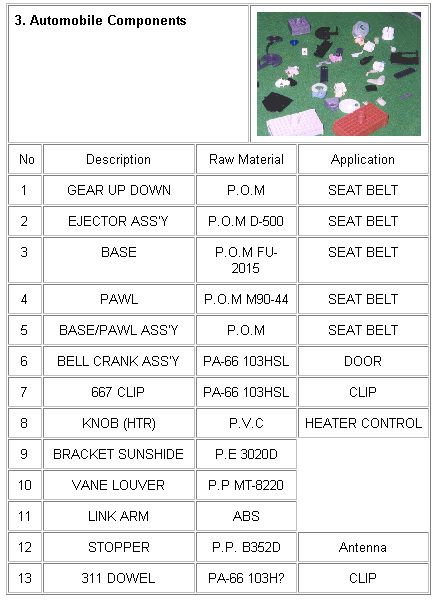 3. Automobile Components
No Description Raw Material Application
1 GEAR UP DOWN P.O.M SEAT BELT
2 EJECTOR ASS'Y P.O.M D-500 SEAT BELT
3 BASE P.O.M FU-2015 SEAT BELT
4 PAWL P.O.M M90-44 SEAT BELT
5 BASE/PAWL ASS'Y P.O.M SEAT BELT
6 BELL CRANK ASS'Y PA-66 103HSL DOOR
7 667 CLIP PA-66 103HSL CLIP
8 KNOB (HTR) P.V.C HEATER CONTROL
9 BRACKET SUNSHIDE P.E 3020D
10 VANE LOUVER P.P MT-8220
11 LINK ARM ABS
12 STOPPER P.P. B352D Antenna
13 311 DOWEL PA-66 103H? CLIP